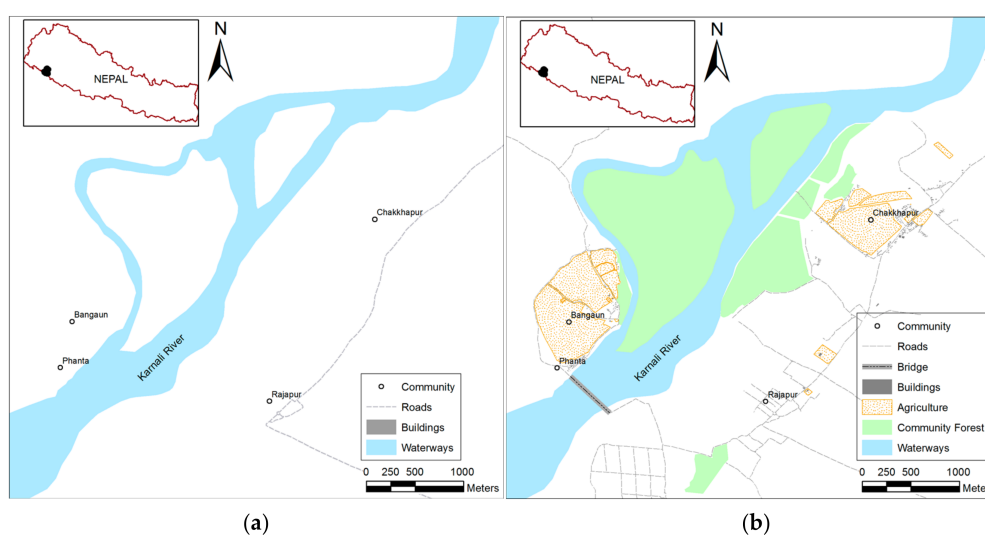 N
NEPAL
Chakkhapur
Bangaun
Phanta
Karnali River
Rajapur
Community
Roads
Buildings
Waterways
0 250 500 1000
Meters
(a)
N
NEPAL
Chakkhapur
Bangaun
Phanta
Karnali River
Rajapur
Community
Roads
Bridge
Buildings
Agriculture
Community Forest
Waterways
0 250 500 1000
Meters
(b)